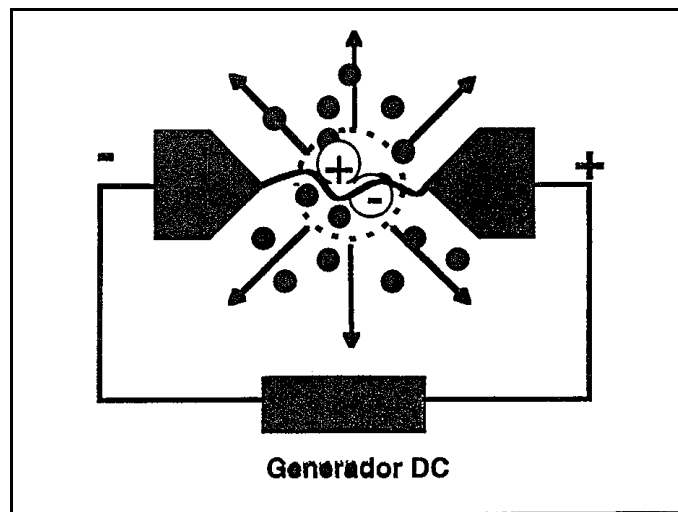 - +
+
-
Generador DC